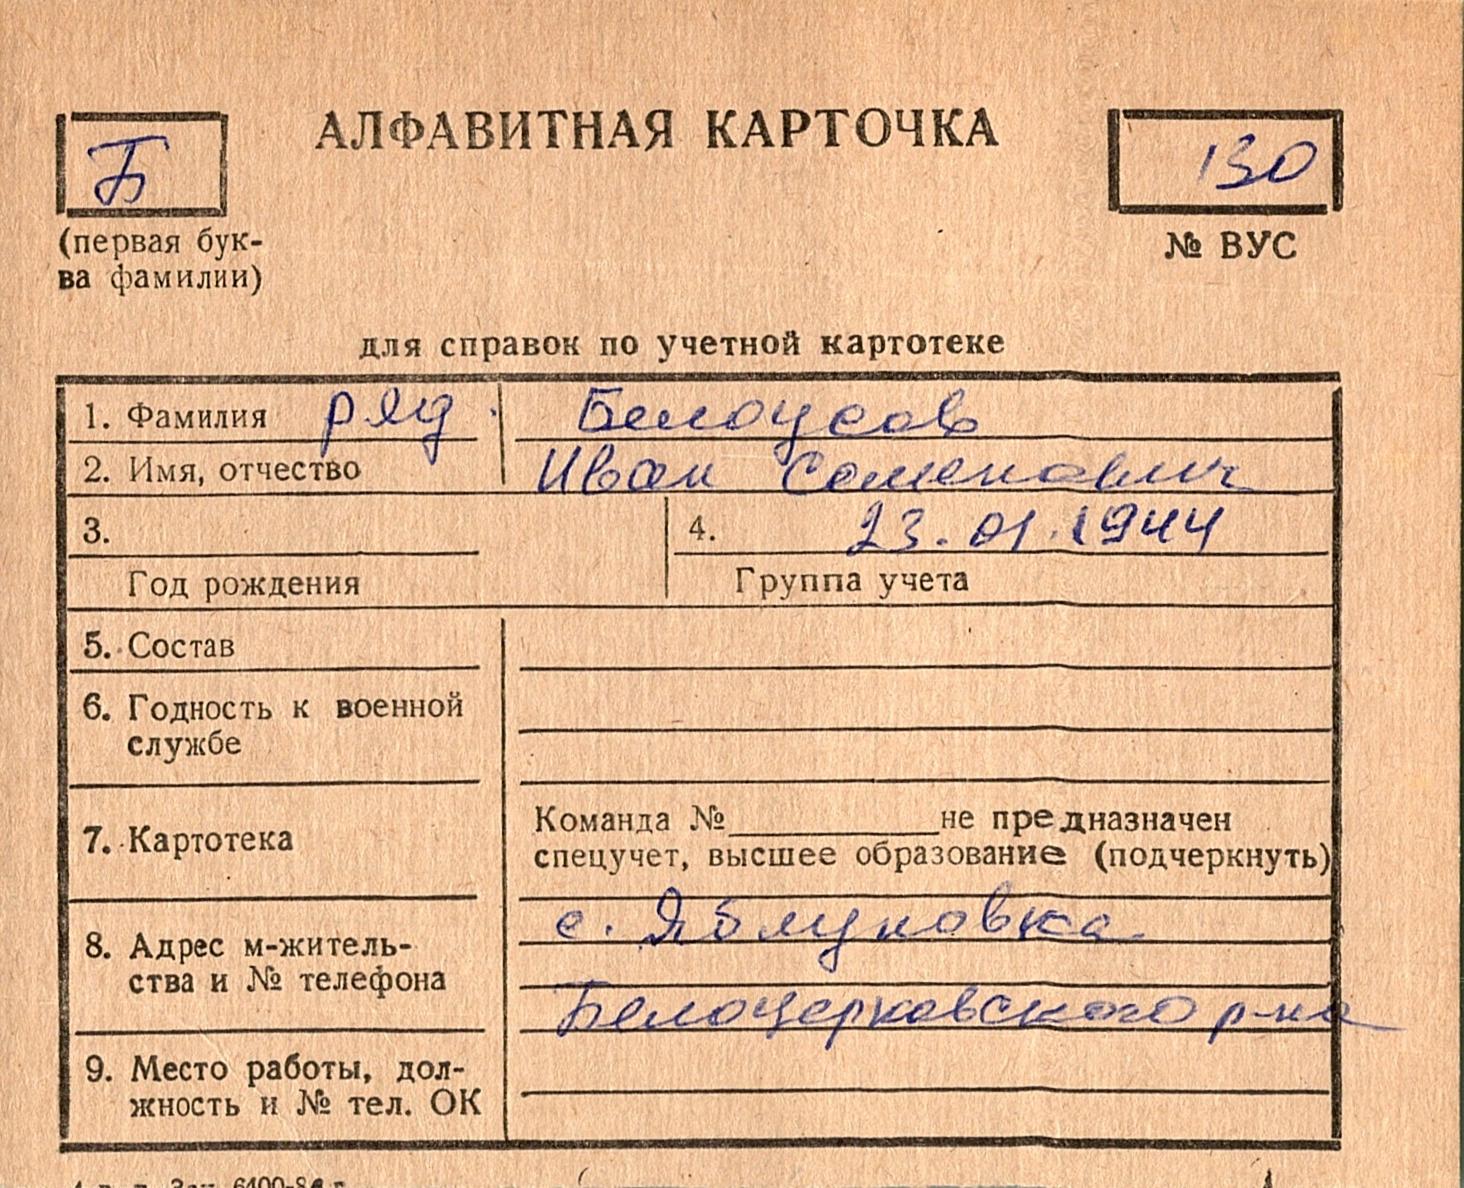 Б
АЛФАВИТНАЯ КАРТОЧКА
130
(первая бук-
ва фамилии)
№ ВУС
для справок по учетной картотеке
1. Фамилия ряд. Белоусов
2. Имя, отчество Иван Семенович
3.
4. 23.01.1944
Год рождения
Группа учета
5. Состав
6. Годность к военной
службе
7. Картотека
Команда №__________не предназначен
спецучет, высшее образование (подчеркнуть)
8. Адрес м-житель-
ства и № телефона
с. Яблуновка
Белоцерковского р-на
9. Место работы, дол-
жность и № тел. ОК